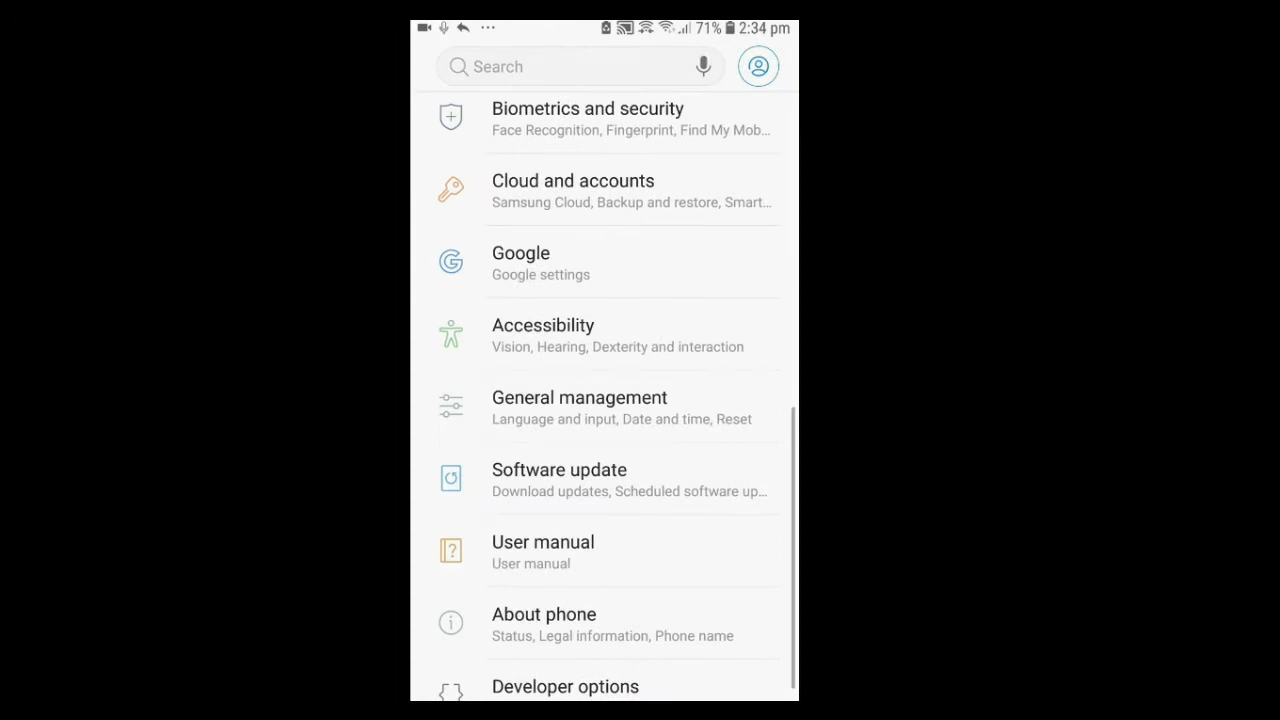 71% 2:34 pm
Search
Biometrics and security
Face Recognition, Fingerprint, Find My Mob...
Cloud and accounts
Samsung Cloud, Backup and restore, Smart...
Google
Google settings
Accessibility
Vision, Hearing, Dexterity and interaction
General management
Language and input, Date and time, Reset
Software update
Download updates, Scheduled software up...
User manual
User manual
About phone
Status, Legal information, Phone name
Developer options